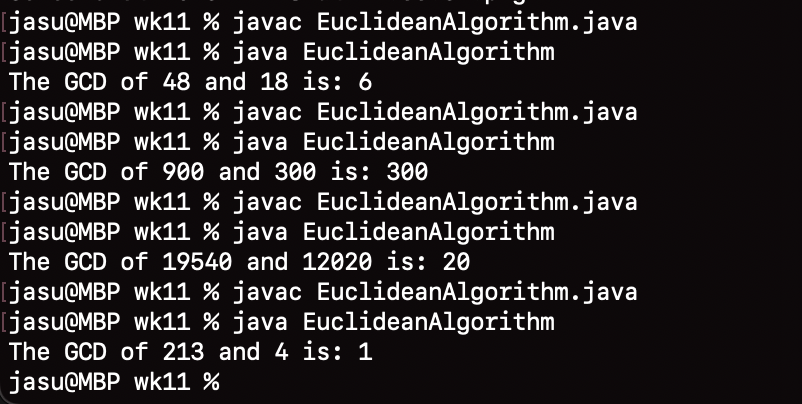 [jasu@MBP wk11 % javac EuclideanAlgorithm.java
[jasu@MBP wk11 % java EuclideanAlgorithm
The GCD of 48 and 18 is: 6
[jasu@MBP wk11 % javac EuclideanAlgorithm.java
[jasu@MBP wk11 % java EuclideanAlgorithm
The GCD of 900 and 300 is: 300
[jasu@MBP wk11 % javac EuclideanAlgorithm.java
[jasu@MBP wk11 % java EuclideanAlgorithm
The GCD of 19540 and 12020 is: 20
[jasu@MBP wk11 % javac EuclideanAlgorithm.java
[jasu@MBP wk11 % java EuclideanAlgorithm
The GCD of 213 and 4 is: 1
jasu@MBP wk11 %